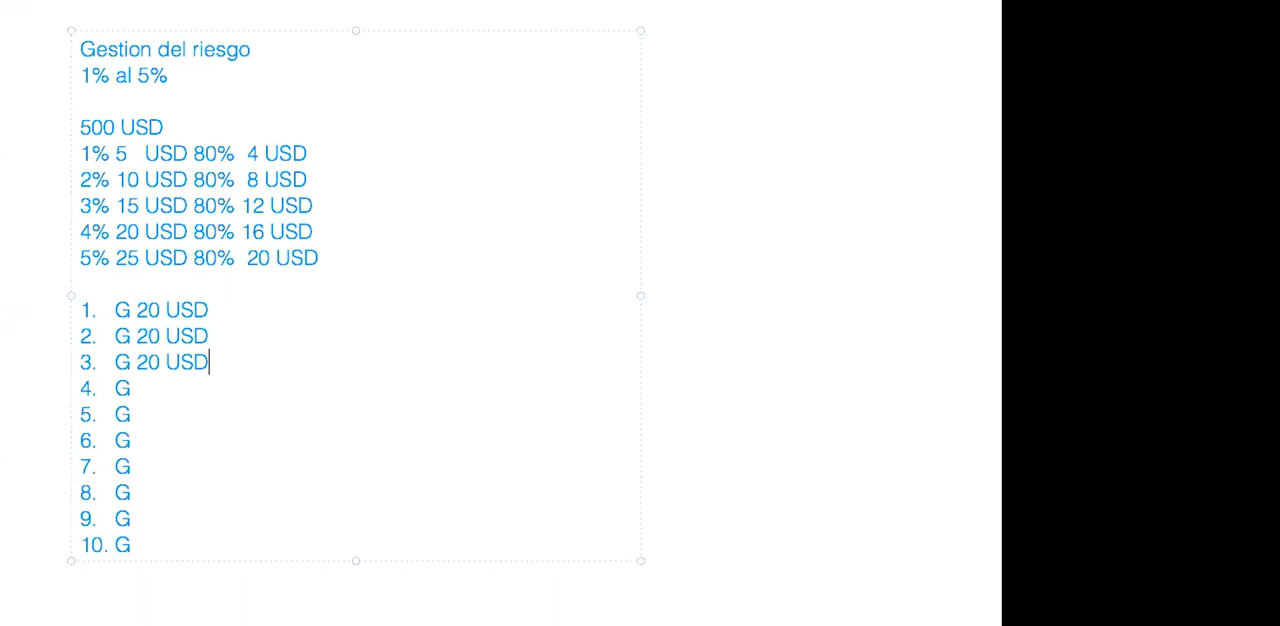 Gestion del riesgo
1% al 5%
500 USD
1% 5 USD 80% 4 USD
2% 10 USD 80% 8 USD
3% 15 USD 80% 12 USD
4% 20 USD 80% 16 USD
5% 25 USD 80% 20 USD
1. G 20 USD
2. G 20 USD
3. G 20 USD
4. G
5. G
6. G
7. G
8. G
9. G
10. G